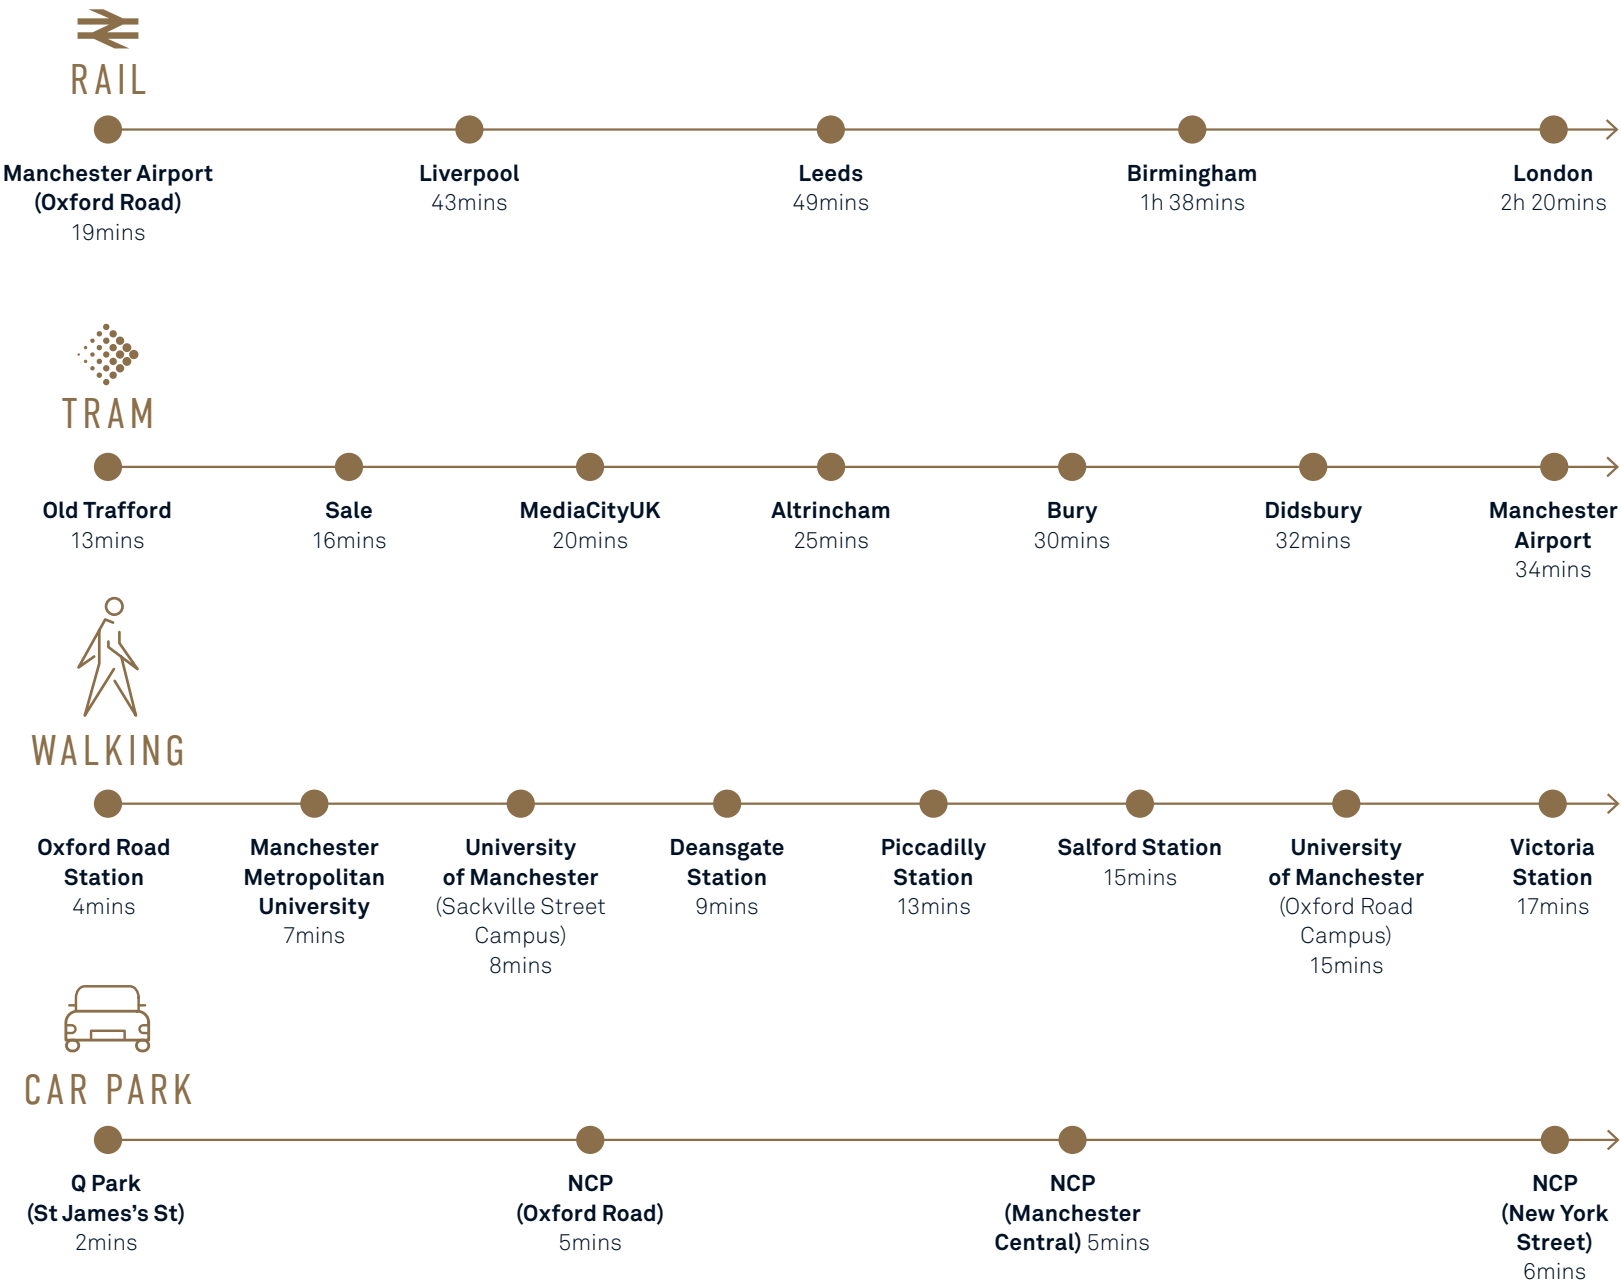 RAIL
Manchester Airport
(Oxford Road)
19mins
Liverpool
43mins
Leeds
49mins
Birmingham
1h 38mins
London
2h 20mins
TRAM
Old Trafford
13mins
Sale
16mins
MediaCityUK
20mins
Altrincham
25mins
Bury
30mins
Didsbury
32mins
Manchester
Airport
34mins
WALKING
Oxford Road
Station
4mins
Manchester
Metropolitan
University
7mins
University
of Manchester
(Sackville Street
Campus)
8mins
Deansgate
Station
9mins
Piccadilly
Station
13mins
Salford Station
15mins
University
of Manchester
(Oxford Road
Campus)
15mins
Victoria
Station
17mins
CAR PARK
Q Park
(St James’s St)
2mins
NCP
(Oxford Road)
5mins
NCP
(Manchester
Central) 5mins
NCP
(New York
Street)
6mins